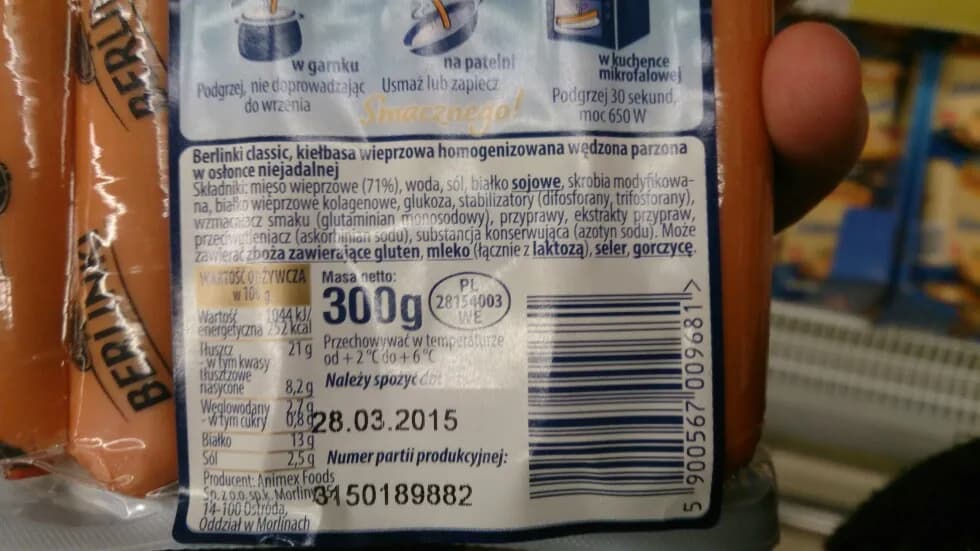 w garnku
Podgrzej, nie doprowadzając
do wrzenia
na patelni
Usmaż lub zapiecz
w kuchence
mikrofalowej
Podgrzej 30 sekund,
moc 650 W
Smacznego!
Berlinki classic, kiełbasa wieprzowa homogenizowana wędzona parzona
w osłonce niejadalnej
Składniki: mięso wieprzowe (71%), woda, sól, białko sojowe, skrobia modyfikowa-
na, białko wieprzowe kolagenowe, glukoza, stabilizatory (difosforany, trifosforany),
wzmacniacz smaku (glutaminian monosodowy), przyprawy, ekstrakty przypraw,
przeciwutleniacz (askorbinian sodu), substancja konserwująca (azotyn sodu). Może
zawierać zboża zawierające gluten, mleko (łącznie z laktozą), seler, gorczycę.
WARTOŚĆ ODŻYWCZA
w 100 g
Wartość 1044 kJ/
energetyczna 252 kcal
Tłuszcz 21 g
- w tym kwasy
tłuszczowe
nasycone 8,2 g
Węglowodany 2,7 g
- w tym cukry 0,8 g
Białko 13 g
Sól 2,5 g
Producent: Animex Foods
Sp. z o.o. sp.k. Morliny
14-100 Ostróda,
Oddział w Morlinach
Masa netto:
300g
PL
28154003
WE
Przechowywać w temperaturze
od +2 °C do +6 °C
Należy spożyć do:
28.03.2015
Numer partii produkcyjnej:
3150189882
5 900567 009681 >
BERLINKI
BERLI